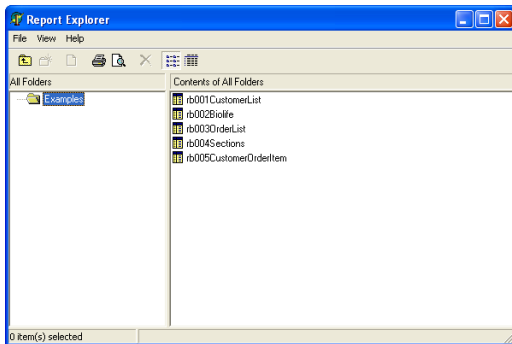 Report Explorer
File View Help
All Folders
Contents of All Folders
Examples
rb001CustomerList
rb002Biolife
rb003OrderList
rb004Sections
rb005CustomerOrderItem
0 item(s) selected